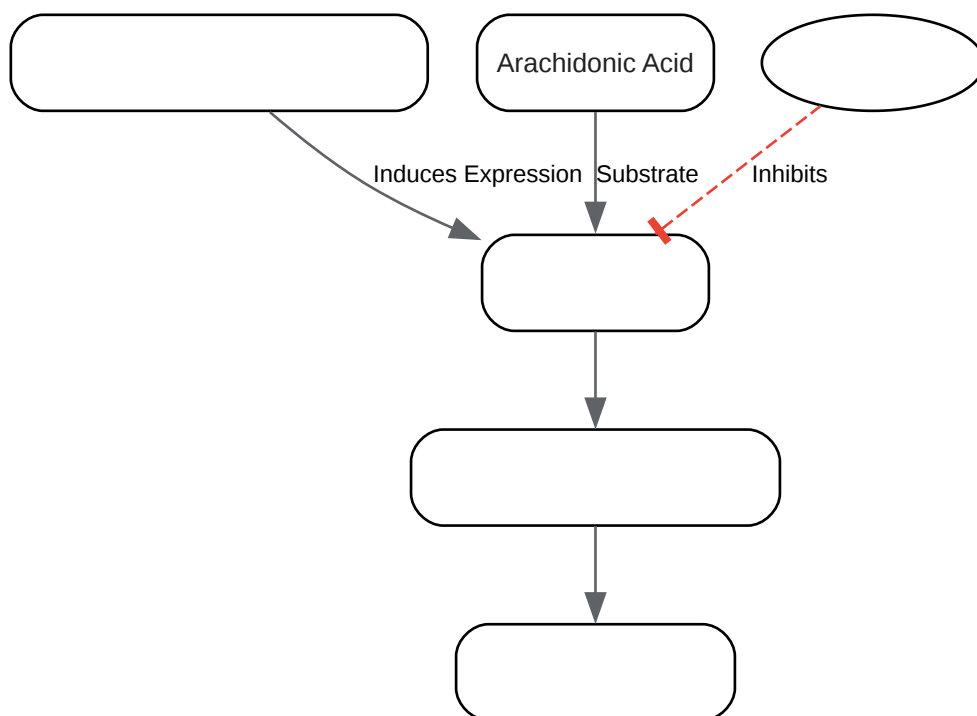 Arachidonic Acid
Induces Expression
Substrate
Inhibits